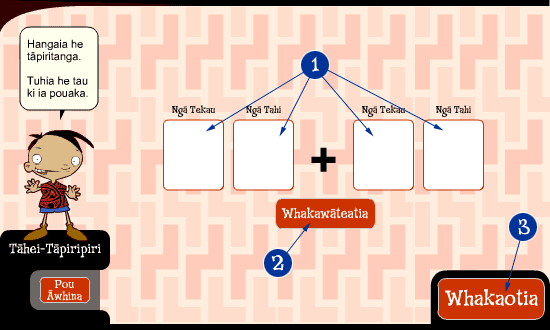 Hangaia he
tāpiritanga.
Tuhia he tau
ki ia pouaka.
1
Ngā Tekau
Ngā Tahi
Ngā Tekau
Ngā Tahi
+
Whakawāteatia
2
3
Tāhei-Tāpiripiri
Pou
Āwhina
Whakaotia